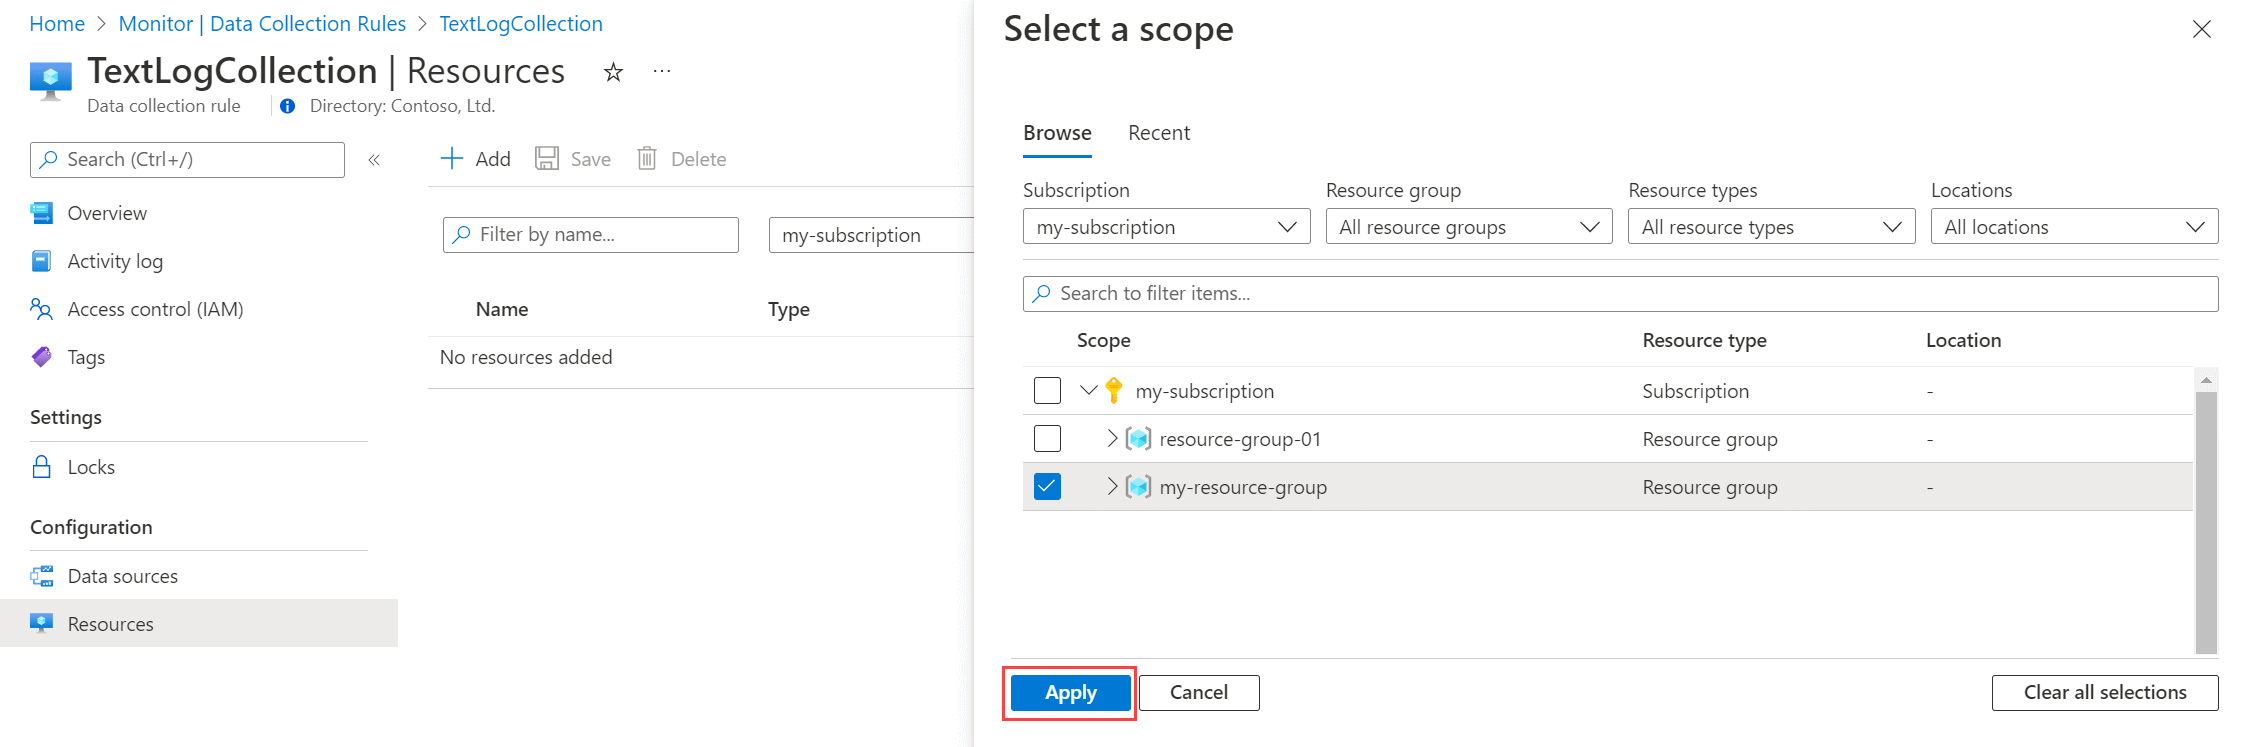 Home > Monitor | Data Collection Rules > TextLogCollection
TextLogCollection | Resources ☆ ...
Data collection rule | Directory: Contoso, Ltd.
Search (Ctrl+/) «
Overview
Activity log
Access control (IAM)
Tags
Settings
Locks
Configuration
Data sources
Resources
+ Add Save Delete
Filter by name... my-subscription
Name Type
No resources added
Select a scope
Browse Recent
Subscription Resource group Resource types Locations
my-subscription All resource groups All resource types All locations
Search to filter items...
Scope Resource type Location
my-subscription Subscription -
resource-group-01 Resource group -
my-resource-group Resource group -
Apply Cancel Clear all selections